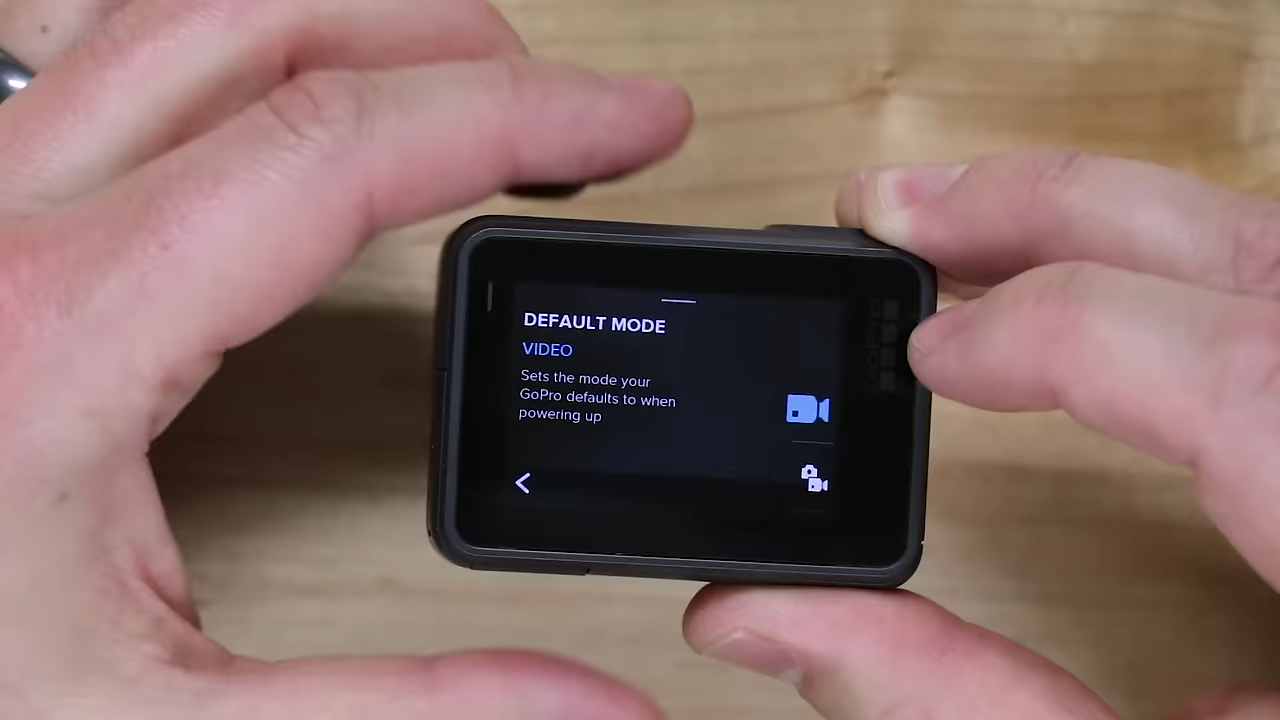 DEFAULT MODE
VIDEO
Sets the mode your
GoPro defaults to when
powering up